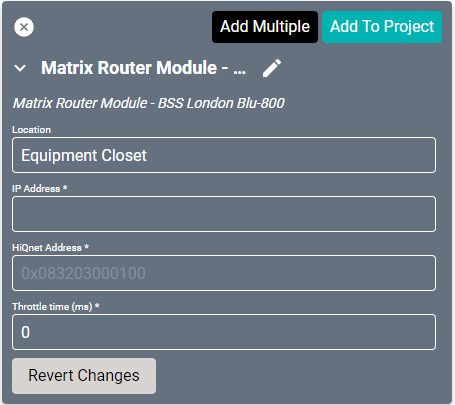 Add Multiple
Add To Project
Matrix Router Module - ...
Matrix Router Module - BSS London Blu-800
Location
Equipment Closet
IP Address *
HiQnet Address *
0x083203000100
Throttle time (ms) *
0
Revert Changes